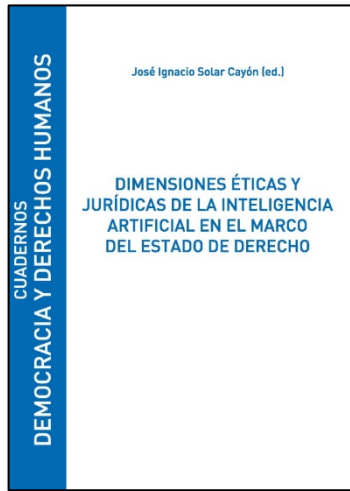 CUADERNOS
DEMOCRACIA Y DERECHOS HUMANOS
José Ignacio Solar Cayón (ed.)
DIMENSIONES ÉTICAS Y
JURÍDICAS DE LA INTELIGENCIA
ARTIFICIAL EN EL MARCO
DEL ESTADO DE DERECHO